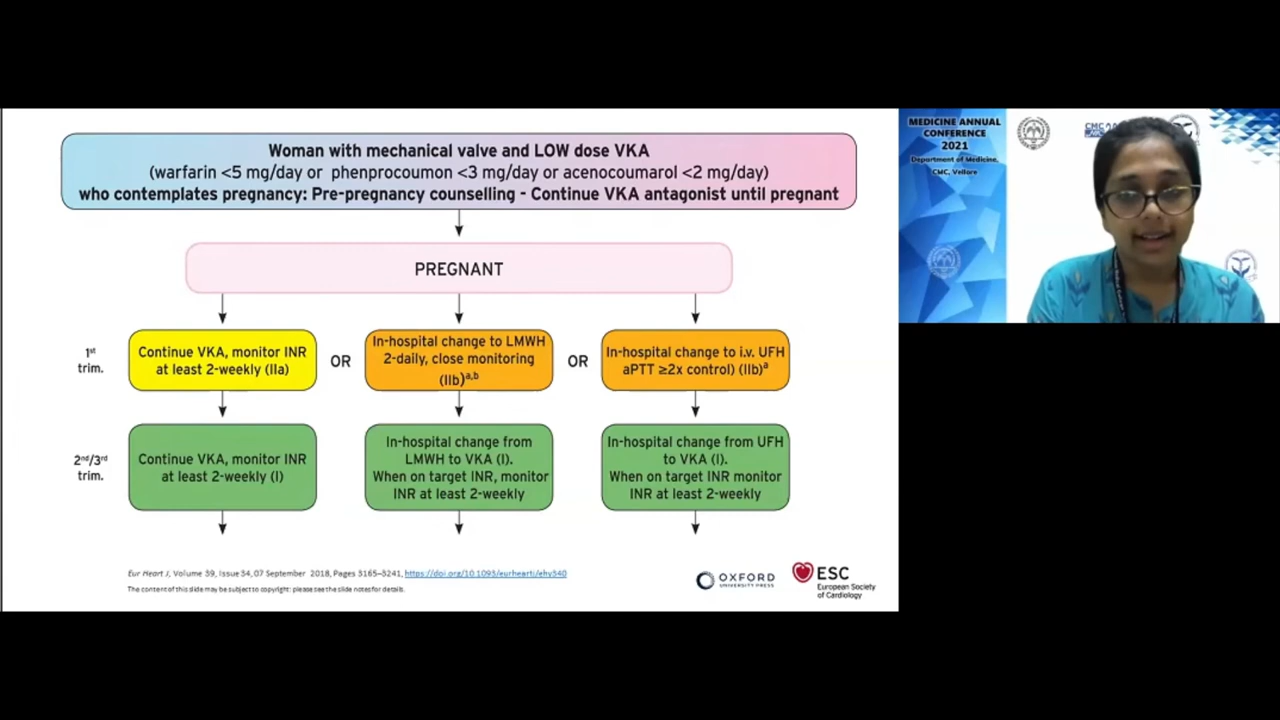 Woman with mechanical valve and LOW dose VKA
(warfarin <5 mg/day or phenprocoumon <3 mg/day or acenocoumarol <2 mg/day)
who contemplates pregnancy: Pre-pregnancy counselling - Continue VKA antagonist until pregnant
PREGNANT
1st
trim.
Continue VKA, monitor INR
at least 2-weekly (IIa)
OR
In-hospital change to LMWH
2-daily, close monitoring
(IIb)a,b
OR
In-hospital change to i.v. UFH
aPTT ≥2x control) (IIb)a
2nd/3rd
trim.
Continue VKA, monitor INR
at least 2-weekly (I)
In-hospital change from
LMWH to VKA (I).
When on target INR, monitor
INR at least 2-weekly
In-hospital change from UFH
to VKA (I).
When on target INR monitor
INR at least 2-weekly
Eur Heart J, Volume 39, Issue 34, 07 September 2018, Pages 3165–3241, https://doi.org/10.1093/eurheartj/ehy340
The content of this slide may be subject to copyright: please see the slide notes for details.
OXFORD
UNIVERSITY PRESS
ESC
European Society
of Cardiology
MEDICINE ANNUAL
CONFERENCE
2021
Department of Medicine,
CMC, Vellore